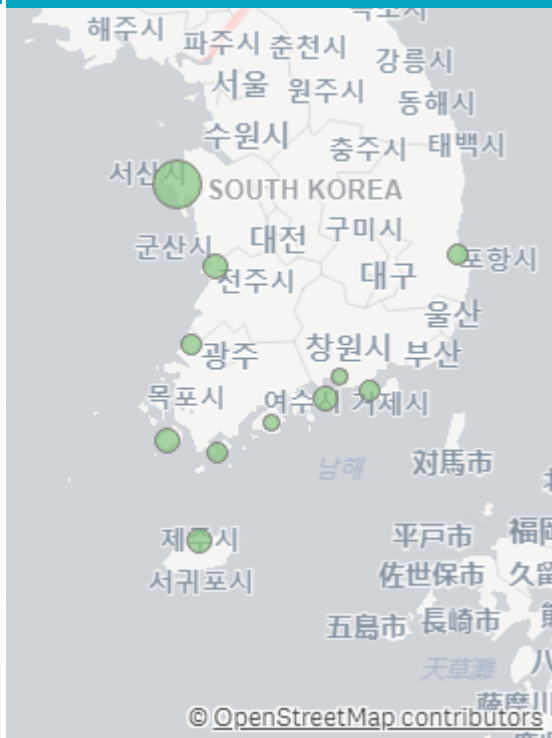 해주시
파주시 춘천시
강릉시
서울
원주시
동해시
수원시
충주시
태백시
서산시
SOUTH KOREA
군산시
대전
구미시
포항시
전주시
대구
울산
광주
창원시
부산
목포시
여수시
거제시
남해
対馬市
제주시
平戸市
서귀포시
佐世保市
五島市
長崎市
天草灘
© OpenStreetMap contributors